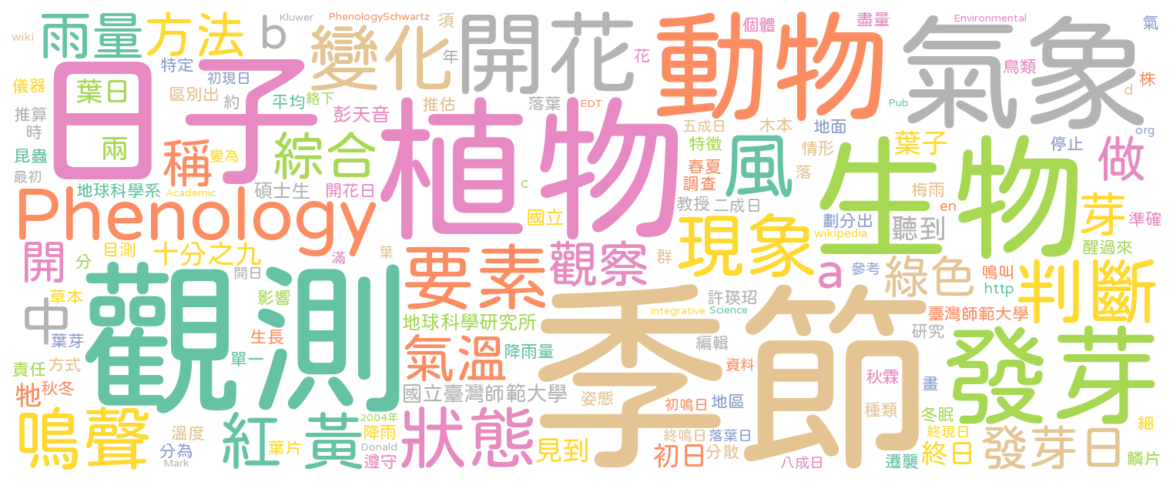 wiki 雨量 方法 b Kluwer PhenologySchwartz 須 個體 盡量 Environmental 氣
特定 變化 年 開花 花 動物 鳥類 氣象 株
儀器 日子 葉日 區別出 初現日 約 平均 格下 彭天音 推估 落葉 EDT d
推算 時 兩 植物 五成日 木本 地面 Pub org
昆蟲 稱 變為 綜合 特徵 情形 生物 葉子 停止 做
最初 地球科學系 Academic 碩士生 開花日 c 國立 春夏 調查 風 落 梅雨 en 芽
Phenology 教授 二成日 劃分出 聽到 準確
目測 十分之九 滿 葉 觀察 現象 wikipedia 醒過來
開 分 開日 要素 群 a 參考 綠色 鳴叫 http 判斷
中 草本 觀測 影響 季節 許瑛玿 Integrative Science 臺灣師範大學
葉芽 生長 地球科學研究所 編輯 研究 發芽
責任 方式 單一 氣溫 降雨量 資料
牠 秋冬 國立臺灣師範大學 姿態 初鳴日 地區 秋霖 畫
鳴聲 溫度 紅 黃 2004年 降雨 狀態 種類 冬眠 終現日 細
分為 葉片 Donald 見到 終鳴日 落葉日 終日 發芽日
Mark 遵守 初日 分散 八成日 遷襲 鱗片